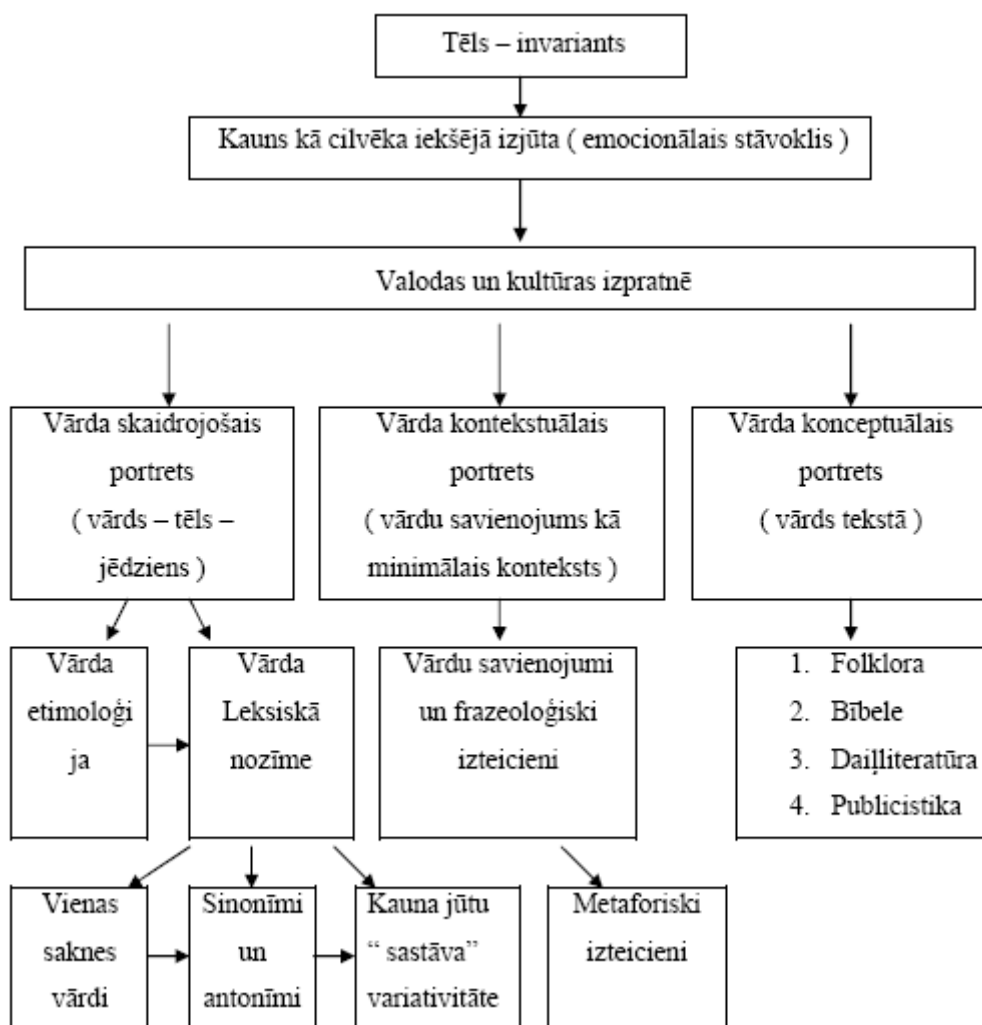 Tēls – invariants
Kauns kā cilvēka iekšējā izjūta ( emocionālais stāvoklis )
Valodas un kultūras izpratnē
Vārda skaidrojošais
portrets
( vārds – tēls –
jēdziens )
Vārda kontekstuālais
portrets
( vārdu savienojums kā
minimālais konteksts )
Vārda konceptuālais
portrets
( vārds tekstā )
Vārda
etimoloģi
ja
Vārda
Leksiskā
nozīme
Vārdu savienojumi
un frazeoloģiski
izteicieni
1. Folklora
2. Bībele
3. Daiļliteratūra
4. Publicistika
Vienas
saknes
vārdi
Sinonīmi
un
antonīmi
Kauna jūtu
“ sastāva”
variativitāte
Metaforiski
izteicieni